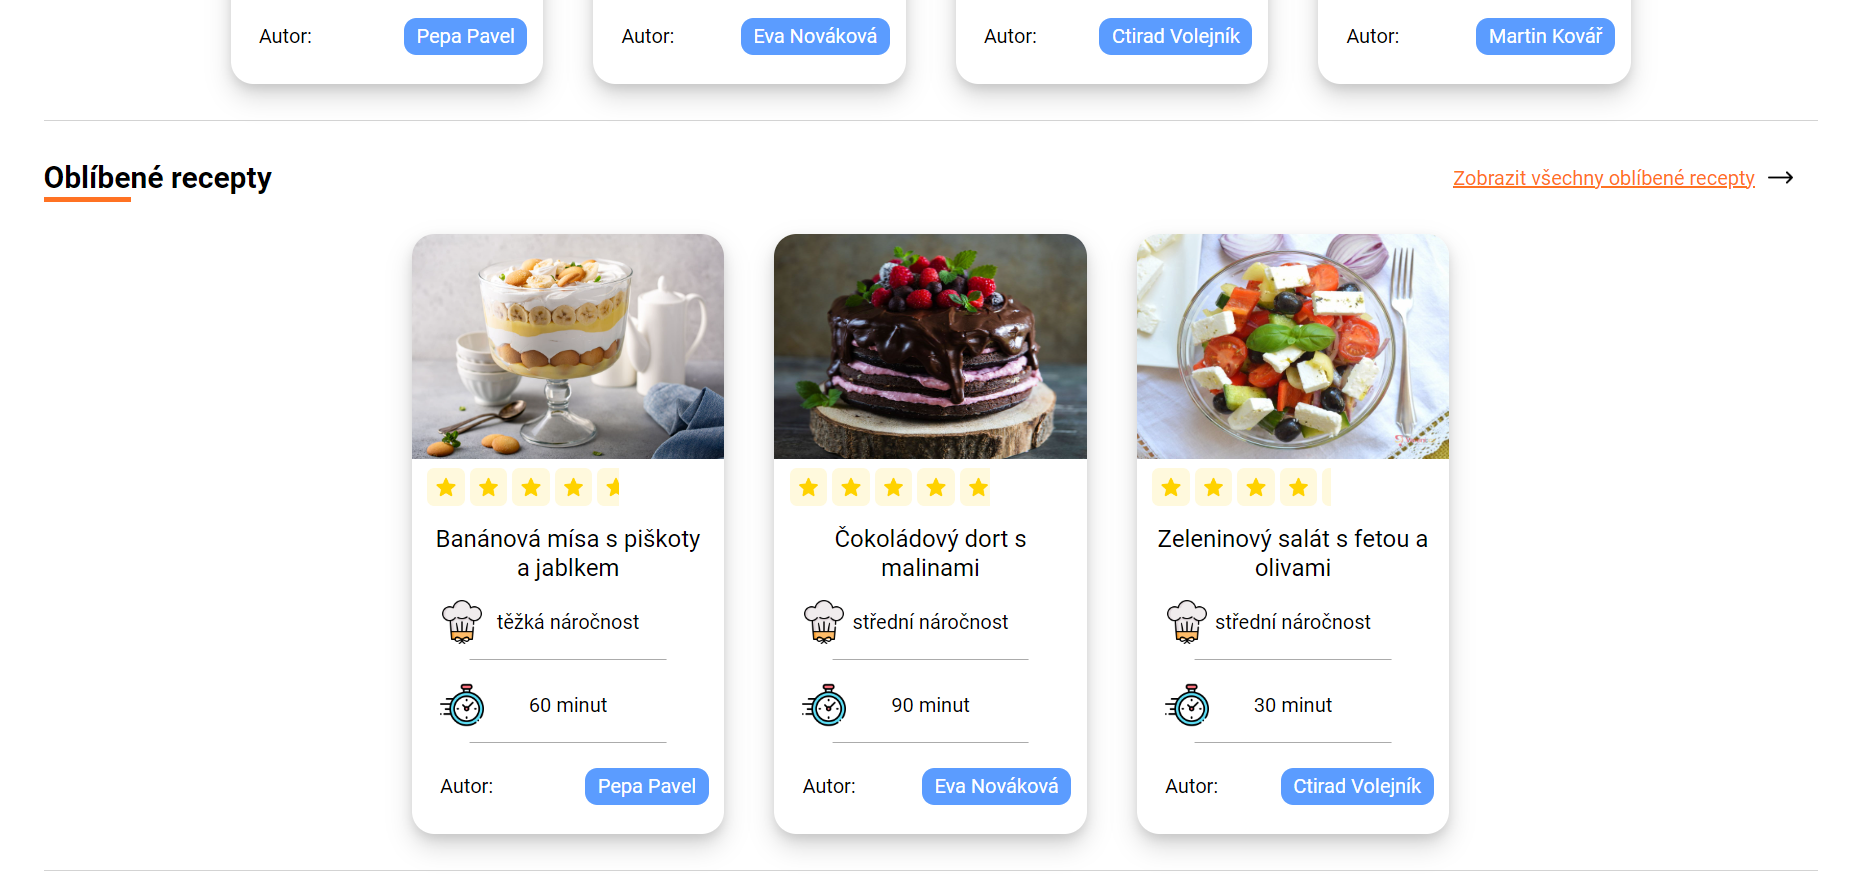 Autor: Pepa Pavel
Autor: Eva Nováková
Autor: Ctirad Volejník
Autor: Martin Kovář
Oblíbené recepty
Zobrazit všechny oblíbené recepty
Banánová mísa s piškoty
a jablkem
těžká náročnost
60 minut
Autor: Pepa Pavel
Čokoládový dort s
malinami
střední náročnost
90 minut
Autor: Eva Nováková
Zeleninový salát s fetou a
olivami
střední náročnost
30 minut
Autor: Ctirad Volejník